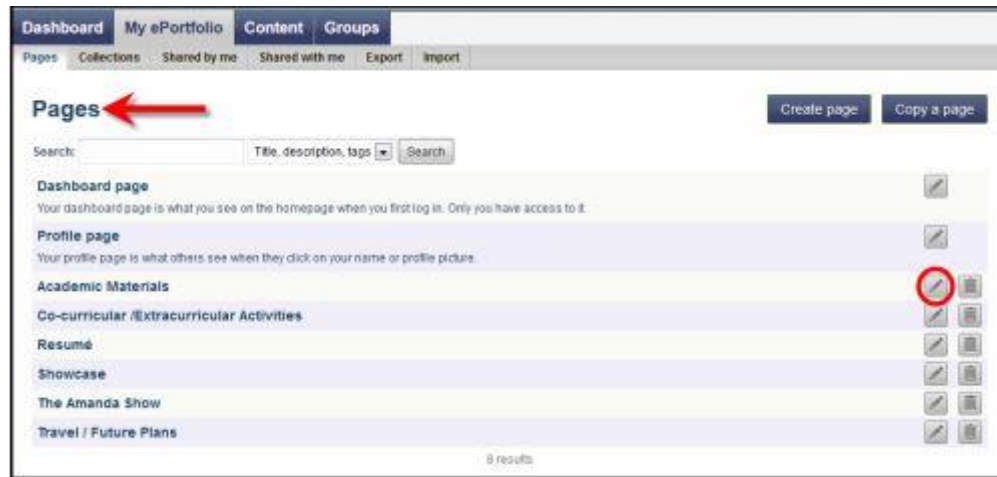 Dashboard My ePortfolio Content Groups
Pages Collections Shared by me Shared with me Export Import
Pages
Create page Copy a page
Search: Title, description, tags Search
Dashboard page
Your dashboard page is what you see on the homepage when you first log in. Only you have access to it.
Profile page
Your profile page is what others see when they click on your name or profile picture.
Academic Materials
Co-curricular /Extracurricular Activities
Resumé
Showcase
The Amanda Show
Travel / Future Plans
8 results